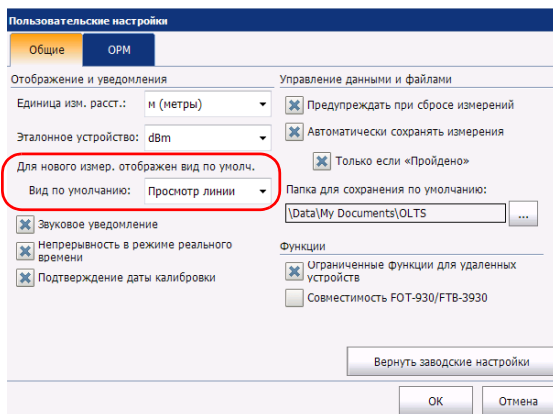 Пользовательские настройки
Общие
OPM
Отображение и уведомления
Единица изм. расст.: м (метры)
Эталонное устройство: dBm
Для нового измер. отображен вид по умолч.
Вид по умолчанию: Просмотр линии
Звуковое уведомление
Непрерывность в режиме реального
времени
Подтверждение даты калибровки
Управление данными и файлами
Предупреждать при сбросе измерений
Автоматически сохранять измерения
Только если «Пройдено»
Папка для сохранения по умолчанию:
\Data\My Documents\OLTS ...
Функции
Ограниченные функции для удаленных
устройств
Совместимость FOT-930/FTB-3930
Вернуть заводские настройки
OK
Отмена